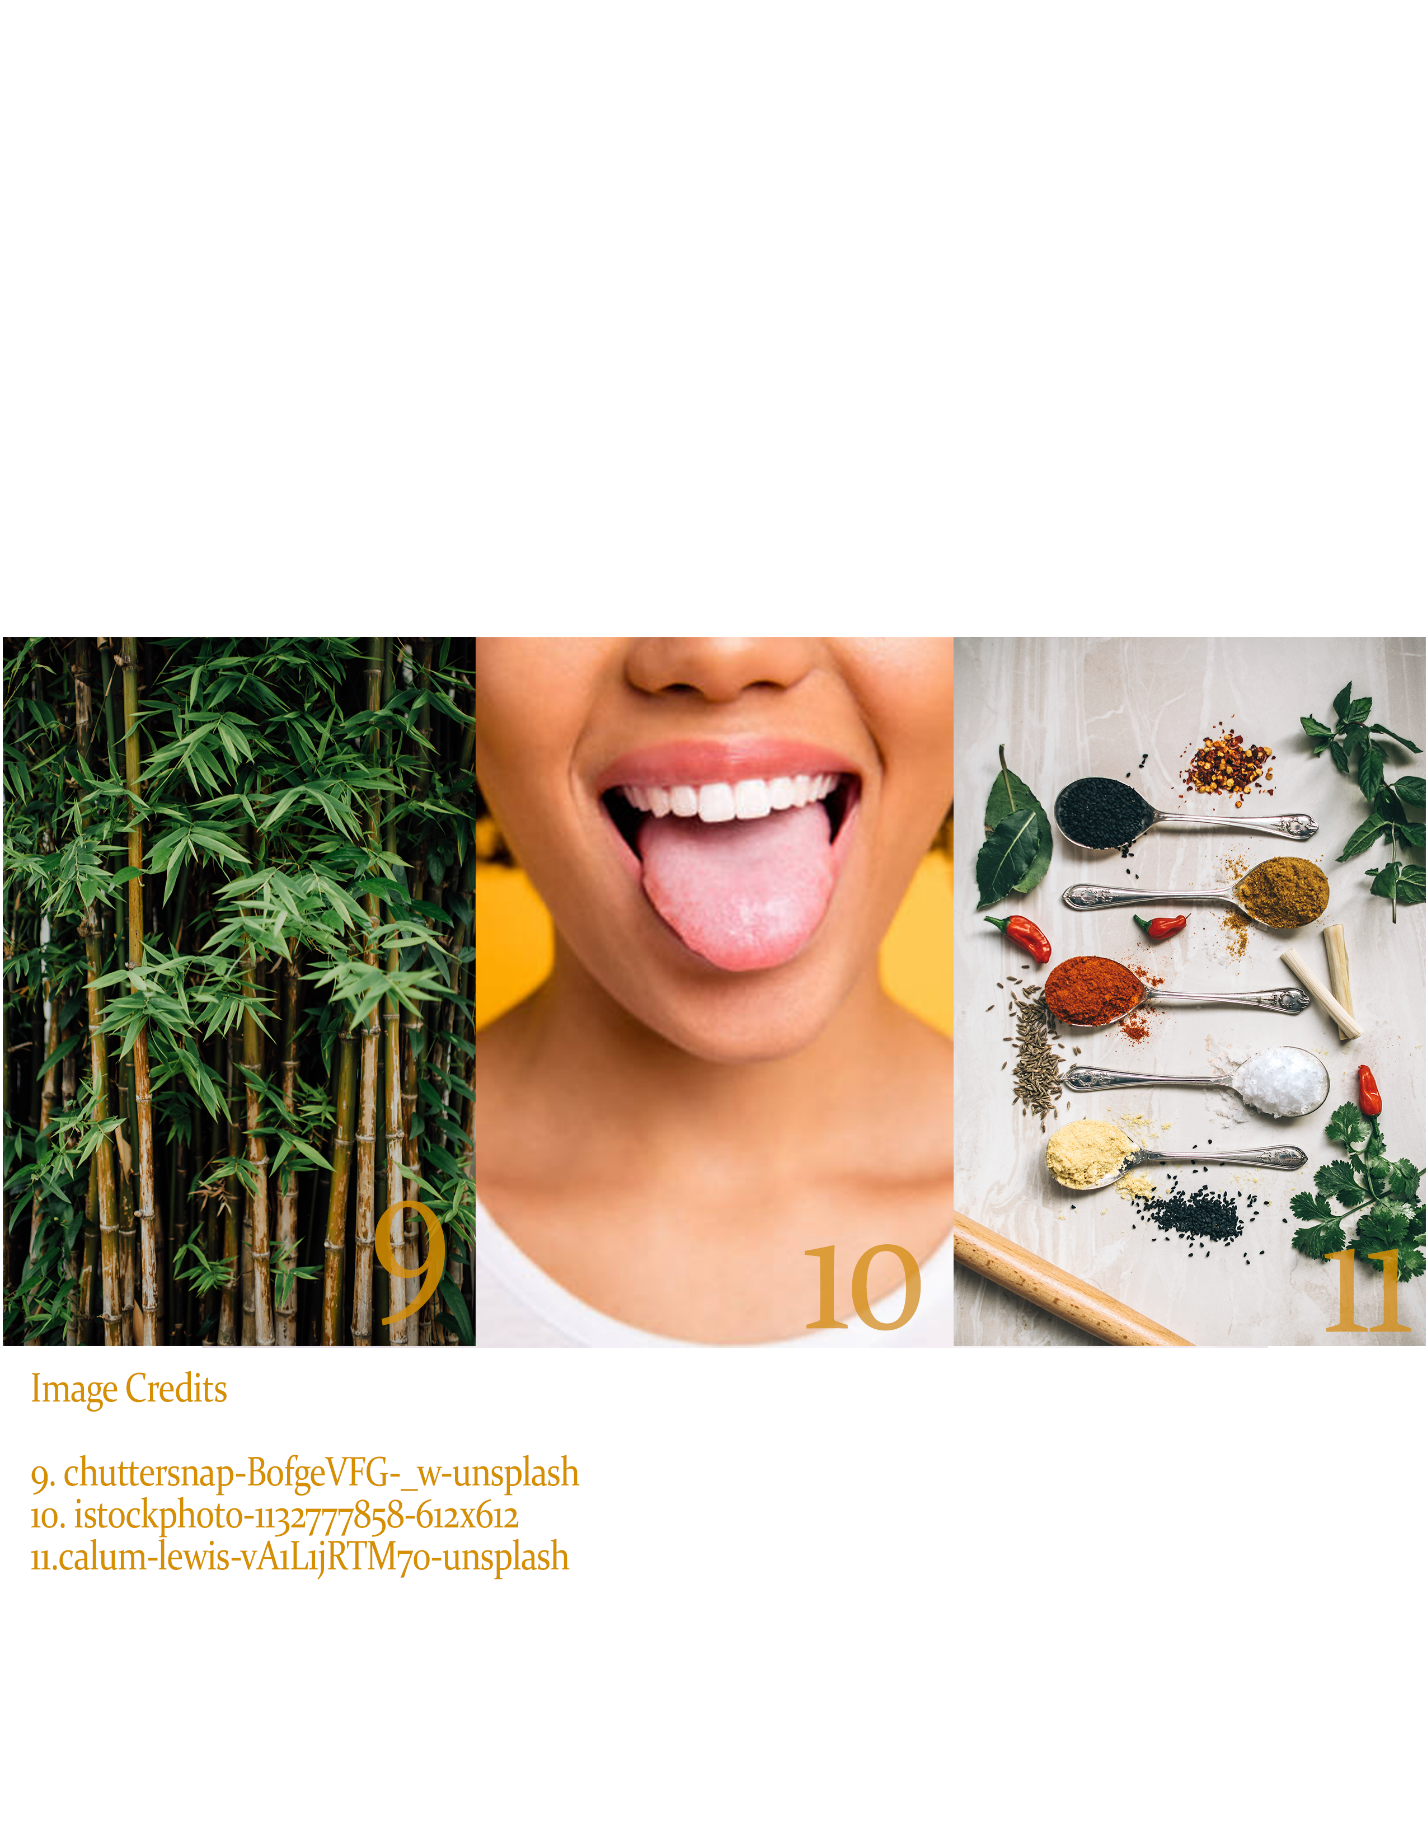 9
10
11
Image Credits
9. chuttersnap-BofgeVFG-_w-unsplash
10. istockphoto-1132777858-612x612
11.calum-lewis-vA1L1jRTM70-unsplash